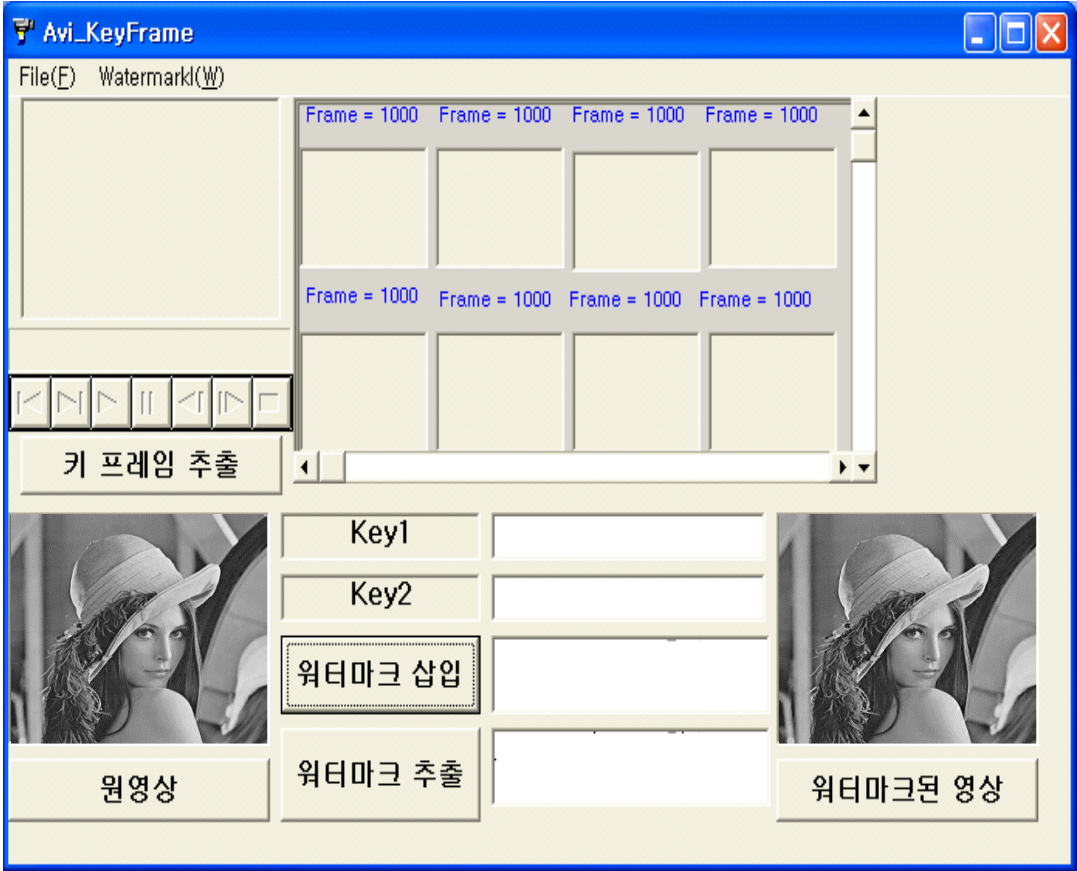 Avi_KeyFrame
File(F) Watermarkl(W)
Frame = 1000 Frame = 1000 Frame = 1000 Frame = 1000
Frame = 1000 Frame = 1000 Frame = 1000 Frame = 1000
키 프레임 추출
Key1
Key2
워터마크 삽입
워터마크 추출
원영상
워터마크된 영상